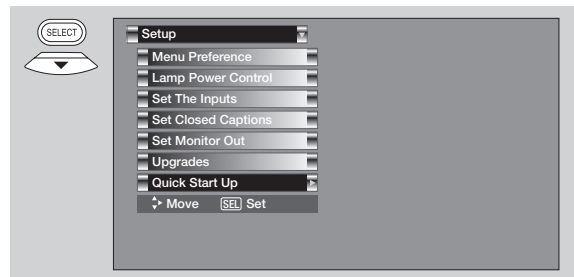 SELECT
Setup
Menu Preference
Lamp Power Control
Set The Inputs
Set Closed Captions
Set Monitor Out
Upgrades
Quick Start Up
Move SEL Set